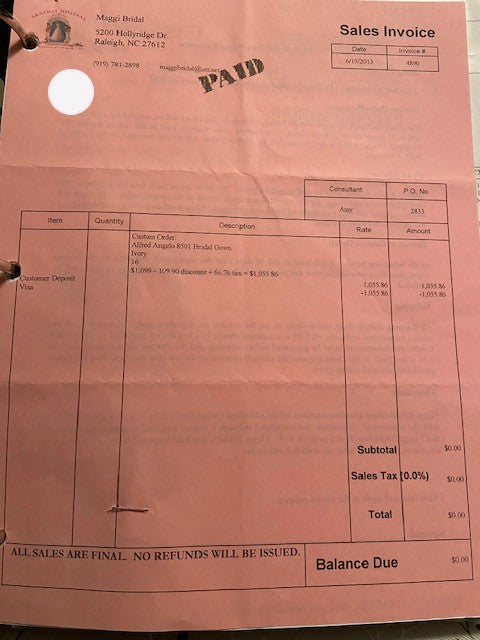 MAGGI BRIDAL
Maggi Bridal
5200 Hollyridge Dr
Raleigh, NC 27612
(919) 781-2898
PAID
Sales Invoice
Date
Invoice #
6/19/2013
4890
Consultant
P.O. No.
Amy
2833
Item
Quantity
Description
Rate
Amount
Custom Order:
Alfred Angelo 8501 Bridal Gown
Ivory
16
$1,099 - 109.90 discount + 66.76 tax = $1,055.86
Customer Deposit
1,055.86
1,055.86
Visa
-1,055.86
-1,055.86
Subtotal
$0.00
Sales Tax (0.0%)
$0.00
Total
$0.00
ALL SALES ARE FINAL. NO REFUNDS WILL BE ISSUED.
Balance Due
$0.00